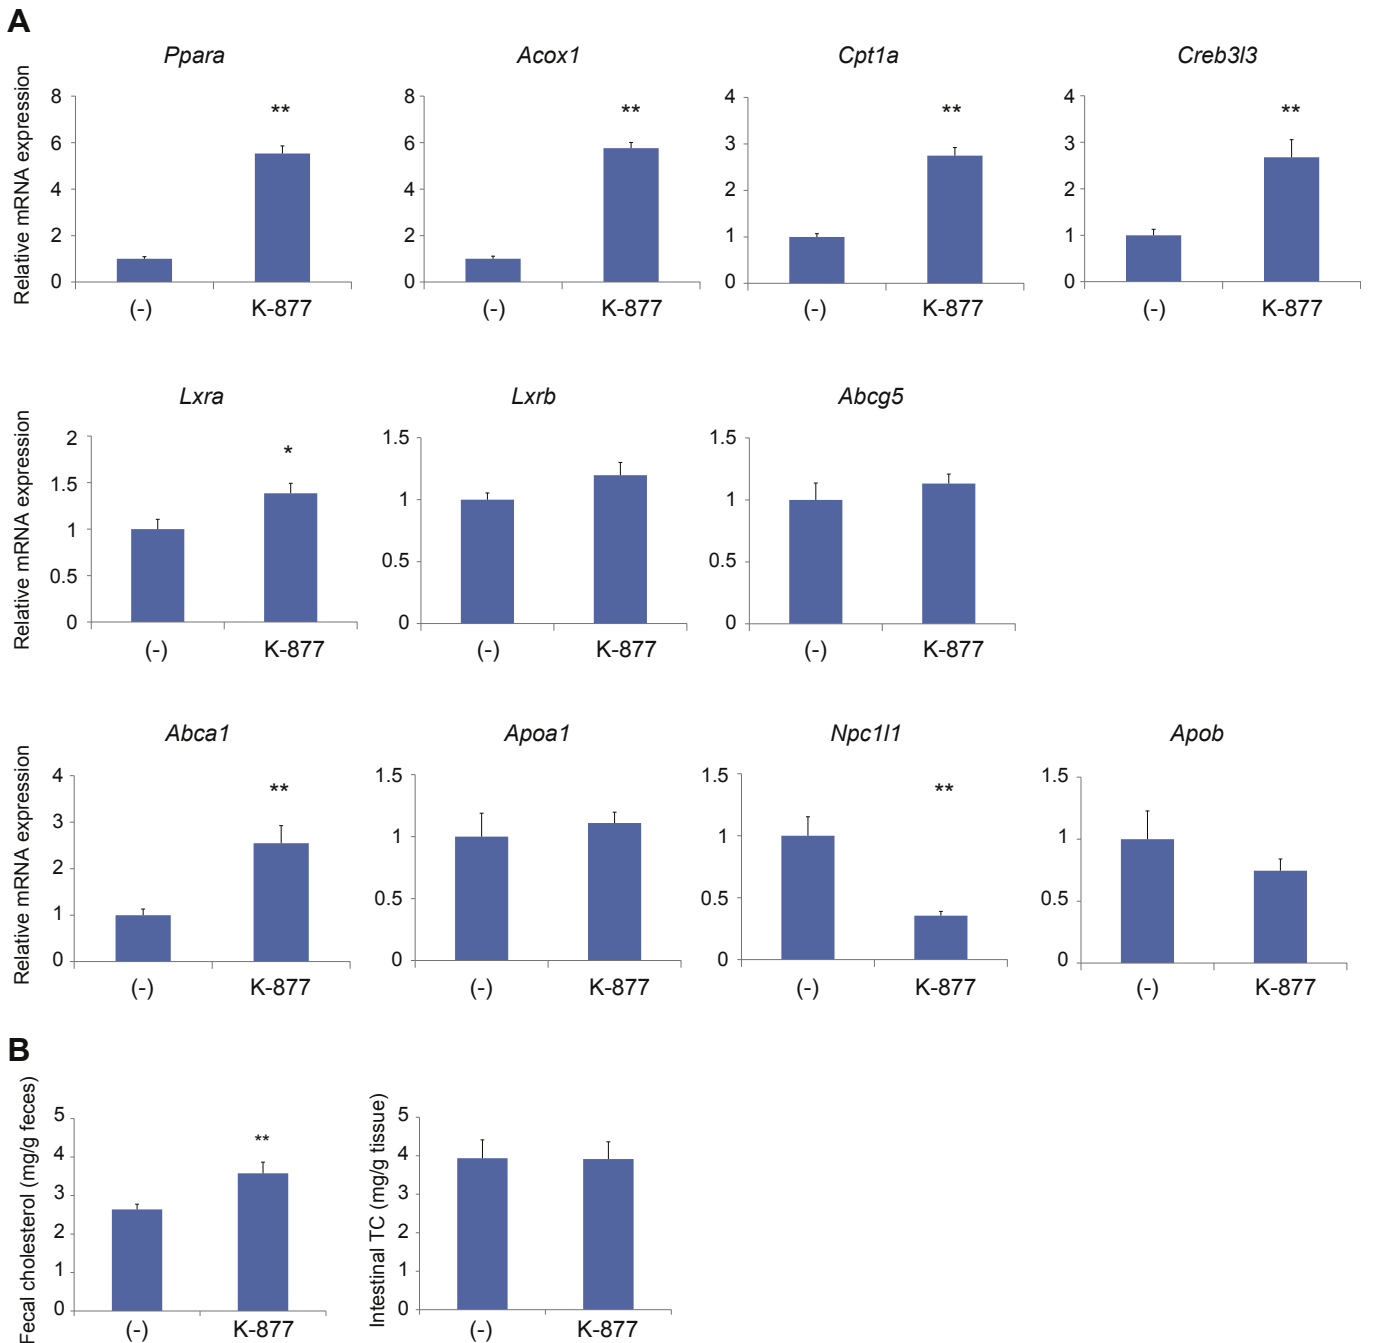 A
Ppara Acox1 Cpt1a Creb3l3
Relative mRNA expression
8 6 4 2 0
(-) K-877
**
8 6 4 2 0
(-) K-877
**
4 3 2 1 0
(-) K-877
**
4 3 2 1 0
(-) K-877
**
Lxra Lxrb Abcg5
Relative mRNA expression
2 1.5 1 0.5 0
(-) K-877
*
1.5 1 0.5 0
(-) K-877
1.5 1 0.5 0
(-) K-877
Abca1 Apoa1 Npc1l1 Apob
Relative mRNA expression
4 3 2 1 0
(-) K-877
**
1.5 1 0.5 0
(-) K-877
1.5 1 0.5 0
(-) K-877
**
1.5 1 0.5 0
(-) K-877
B
Fecal cholesterol (mg/g feces)
5 4 3 2 1 0
(-) K-877
**
Intestinal TC (mg/g tissue)
5 4 3 2 1 0
(-) K-877